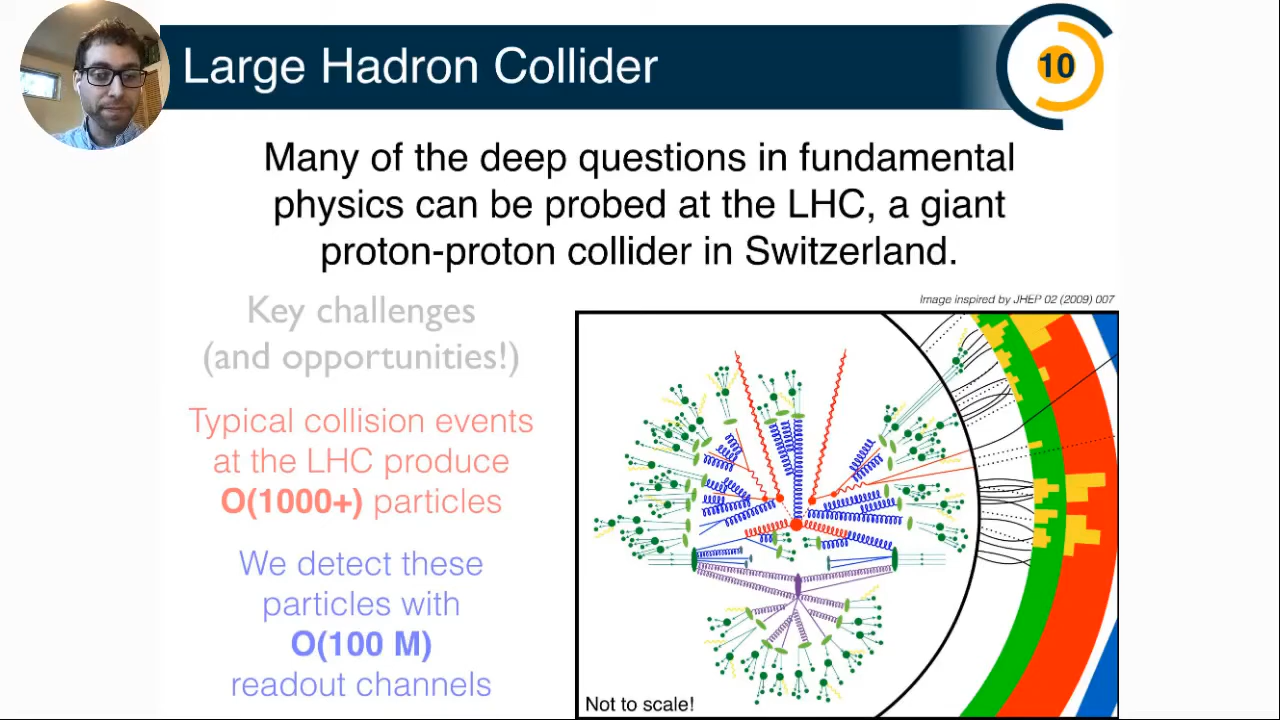 Large Hadron Collider
10
Many of the deep questions in fundamental
physics can be probed at the LHC, a giant
proton-proton collider in Switzerland.
Key challenges
(and opportunities!)
Typical collision events
at the LHC produce
O(1000+) particles
We detect these
particles with
O(100 M)
readout channels
Image inspired by JHEP 02 (2009) 007
Not to scale!